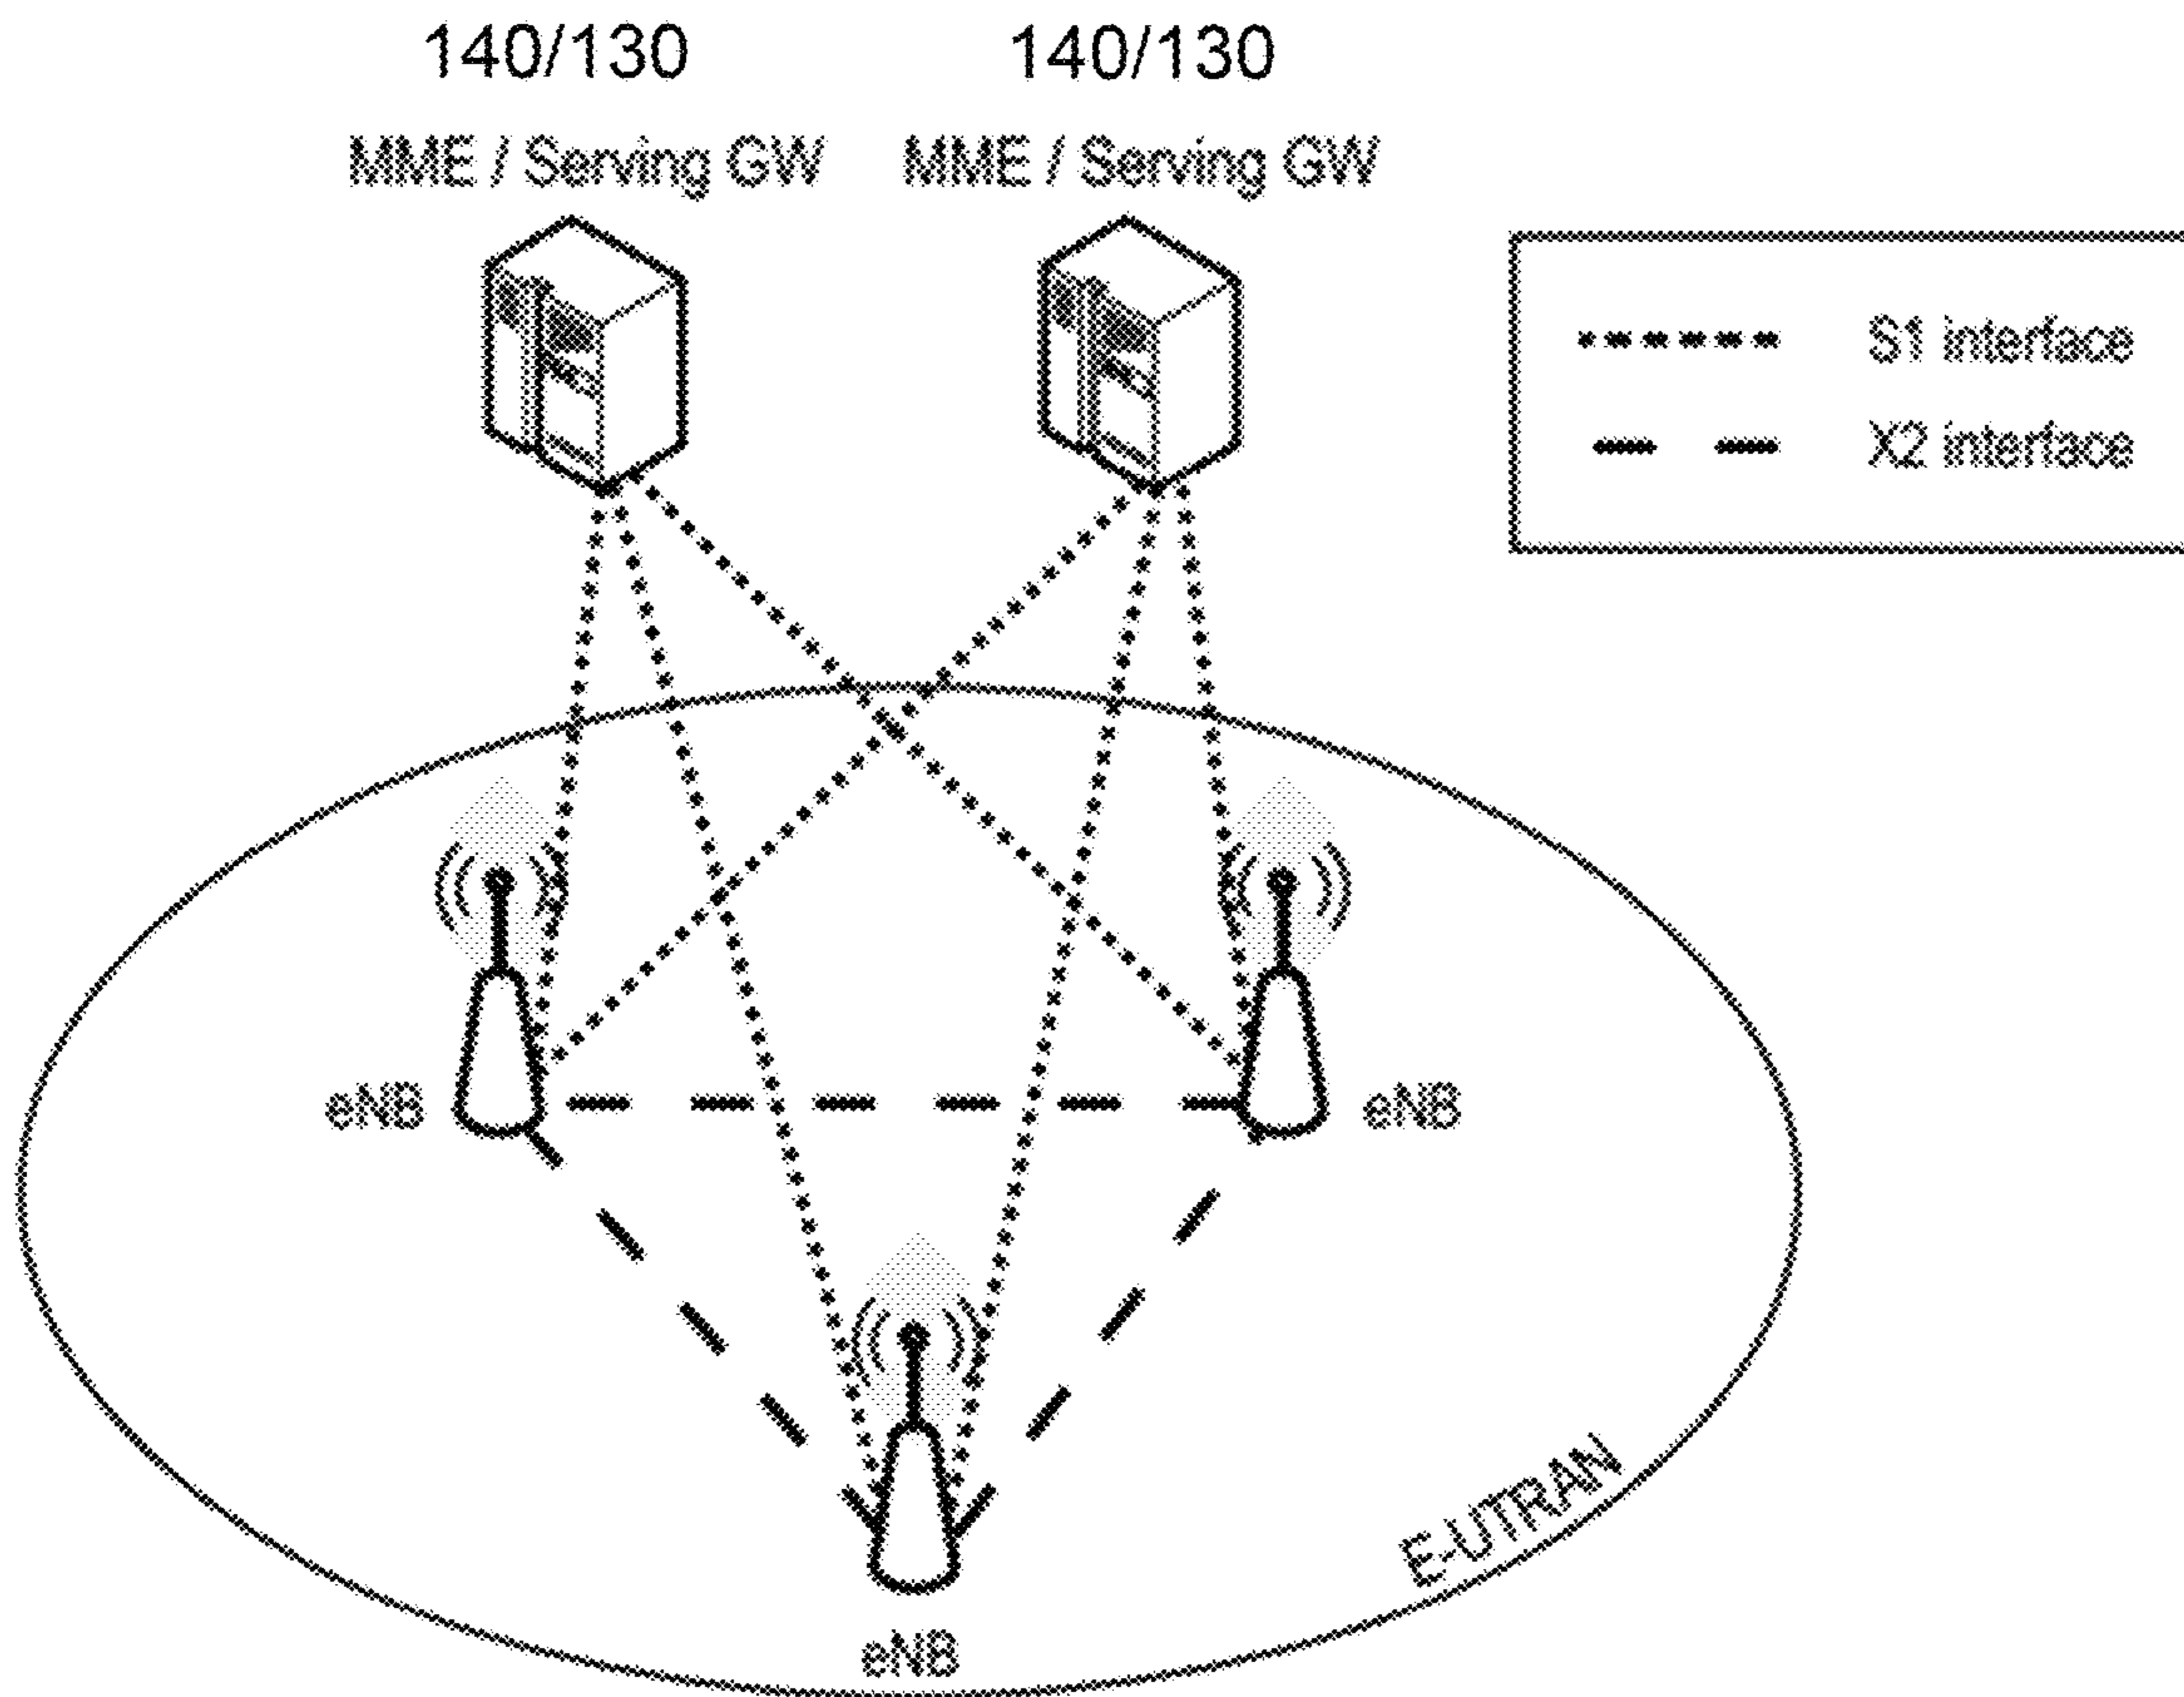 140/130 140/130
MME / Serving GW MME / Serving GW
S1 interface
X2 interface
eNB eNB
E-UTRAN
eNB